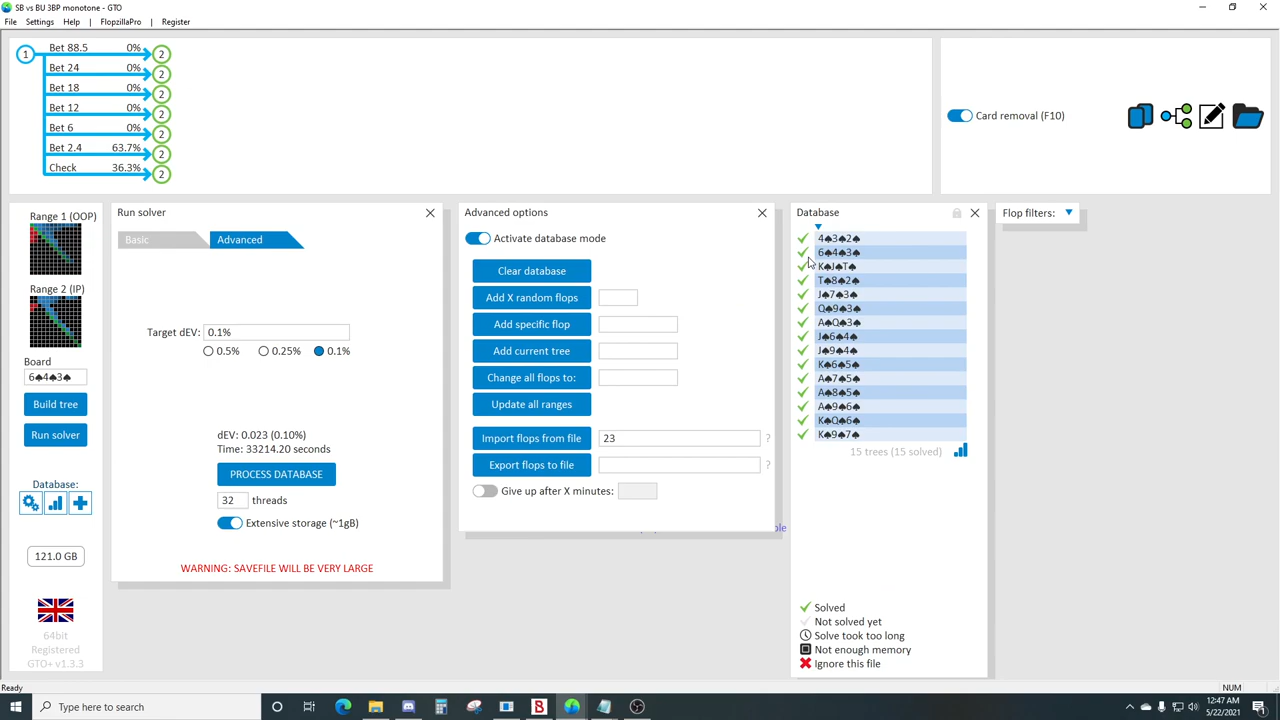 SB vs BU 3BP monotone - GTO
File Settings Help FlopzillaPro Register
1 Bet 88.5 0% 2
Bet 24 0% 2
Bet 18 0% 2
Bet 12 0% 2
Bet 6 0% 2
Bet 2.4 63.7% 2
Check 36.3% 2
Card removal (F10)
Range 1 (OOP)
Range 2 (IP)
Board
6♠4♠3♠
Build tree
Run solver
Database:
121.0 GB
64bit
Registered
GTO+ v1.3.3
Run solver
Basic Advanced
Target dEV: 0.1%
0.5% 0.25% 0.1%
dEV: 0.023 (0.10%)
Time: 33214.20 seconds
PROCESS DATABASE
32 threads
Extensive storage (~1gB)
WARNING: SAVEFILE WILL BE VERY LARGE
Advanced options
Activate database mode
Clear database
Add X random flops
Add specific flop
Add current tree
Change all flops to:
Update all ranges
Import flops from file 23 ?
Export flops to file ?
Give up after X minutes:
Database
4♠3♠2♠
6♠4♠3♠
K♠J♠T♠
T♠8♠2♠
J♠7♠3♠
Q♠9♠3♠
A♠Q♠3♠
J♠6♠4♠
J♠9♠4♠
K♠6♠5♠
A♠7♠5♠
A♠8♠5♠
A♠9♠6♠
K♠Q♠6♠
K♠9♠7♠
15 trees (15 solved)
Solved
Not solved yet
Solve took too long
Not enough memory
Ignore this file
Flop filters:
Ready NUM
Type here to search
12:47 AM
5/22/2021